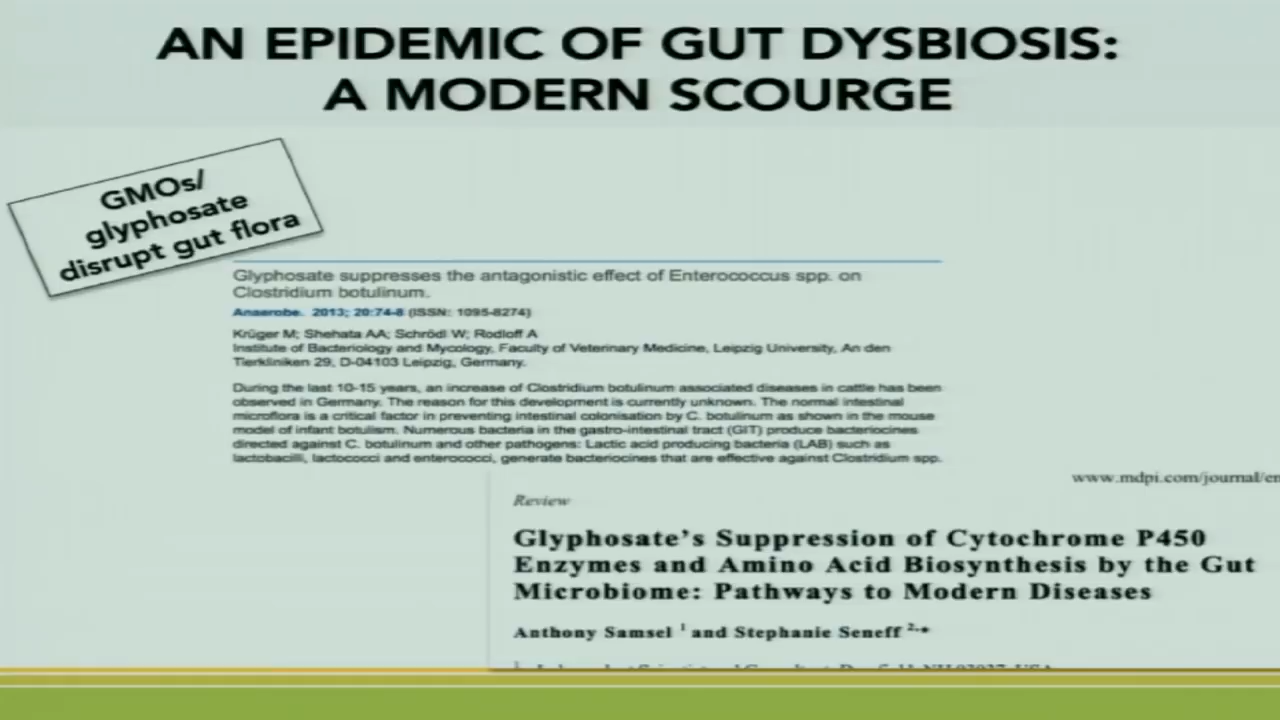 AN EPIDEMIC OF GUT DYSBIOSIS:
A MODERN SCOURGE
GMOs/
glyphosate
disrupt gut flora
Glyphosate suppresses the antagonistic effect of Enterococcus spp. on
Clostridium botulinum.
Anaerobe. 2013; 20:74-8 (ISSN: 1095-8274)
Krüger M; Shehata AA; Schrödl W; Rodloff A
Institute of Bacteriology and Mycology, Faculty of Veterinary Medicine, Leipzig University, An den
Tierkliniken 29, D-04103 Leipzig, Germany.
During the last 10-15 years, an increase of Clostridium botulinum associated diseases in cattle has been
observed in Germany. The reason for this development is currently unknown. The normal intestinal
microflora is a critical factor in preventing intestinal colonisation by C. botulinum as shown in the mouse
model of infant botulism. Numerous bacteria in the gastro-intestinal tract (GIT) produce bacteriocines
directed against C. botulinum and other pathogens: Lactic acid producing bacteria (LAB) such as
lactobacilli, lactococci and enterococci, generate bacteriocines that are effective against Clostridium spp.
www.mdpi.com/journal/en
Review
Glyphosate's Suppression of Cytochrome P450
Enzymes and Amino Acid Biosynthesis by the Gut
Microbiome: Pathways to Modern Diseases
Anthony Samsel 1 and Stephanie Seneff 2,*